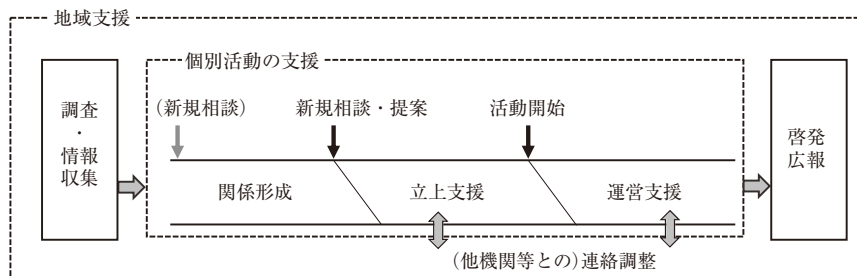 地域支援
個別活動の支援
調査
・
情報
収集
(新規相談)
新規相談・提案
活動開始
関係形成
立上支援
運営支援
(他機関等との)連絡調整
啓発
広報